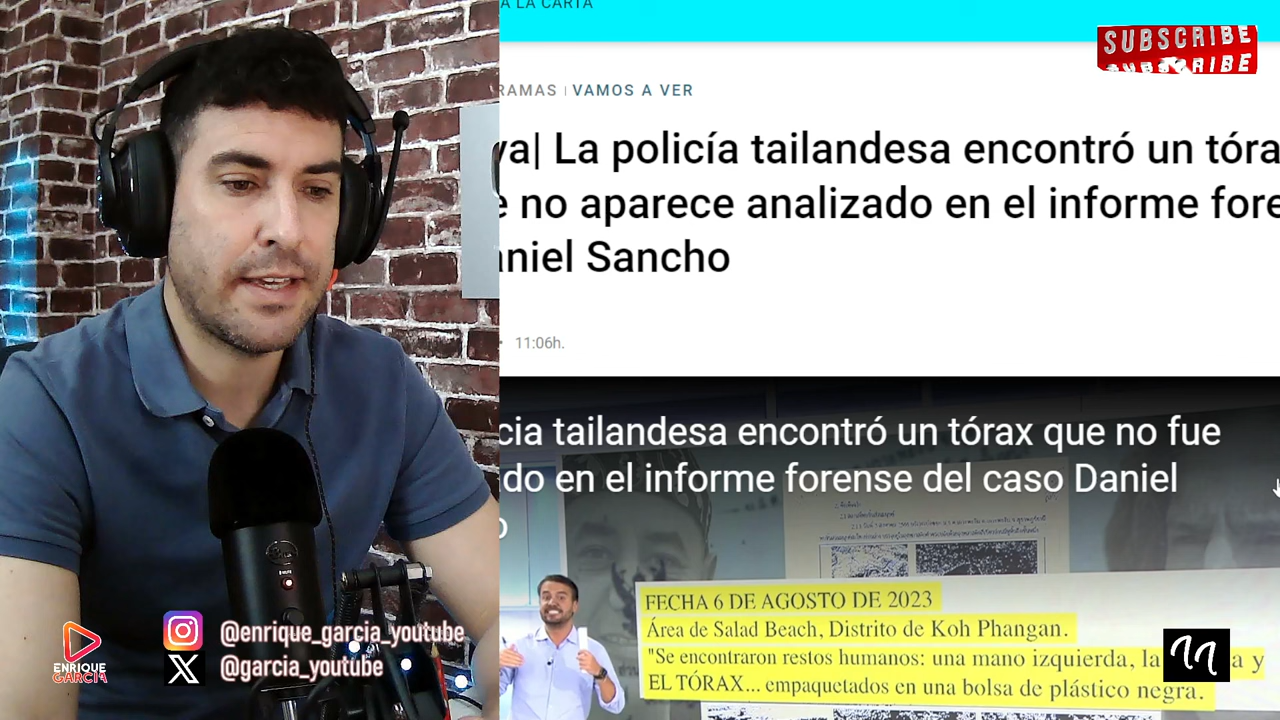 A LA CARTA
SUBSCRIBE
SUBSCRIBE
RAMAS | VAMOS A VER
ya| La policía tailandesa encontró un tóra
e no aparece analizado en el informe fore
aniel Sancho
11:06h.
cia tailandesa encontró un tórax que no fue
do en el informe forense del caso Daniel
o
FECHA 6 DE AGOSTO DE 2023
Área de Salad Beach, Distrito de Koh Phangan.
"Se encontraron restos humanos: una mano izquierda, la a y
EL TÓRAX... empaquetados en una bolsa de plástico negra.
ENRIQUE
GARCIA
@enrique_garcia_youtube
@garcia_youtube